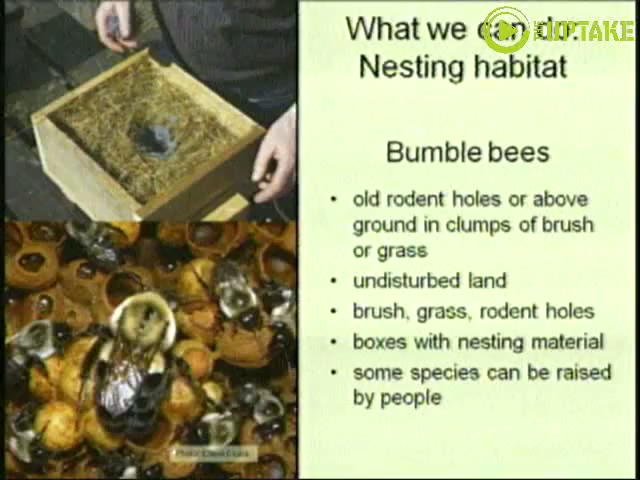 What we can do:
Nesting habitat
Bumble bees
• old rodent holes or above
ground in clumps of brush
or grass
• undisturbed land
• brush, grass, rodent holes
• boxes with nesting material
• some species can be raised
by people